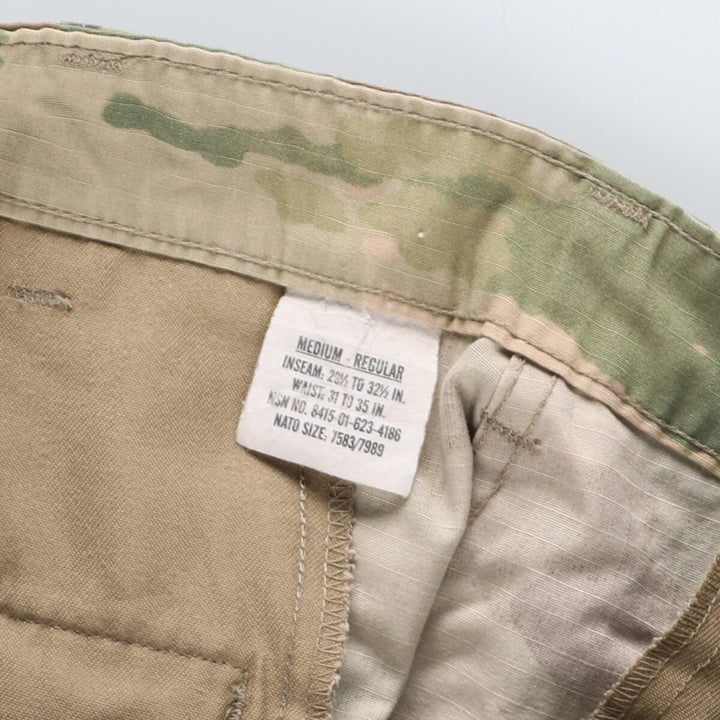 MEDIUM - REGULAR
INSEAM: 29½ TO 32½ IN.
WAIST: 31 TO 35 IN.
NSN NO. 8415-01-623-4186
NATO SIZE: 7583/7989